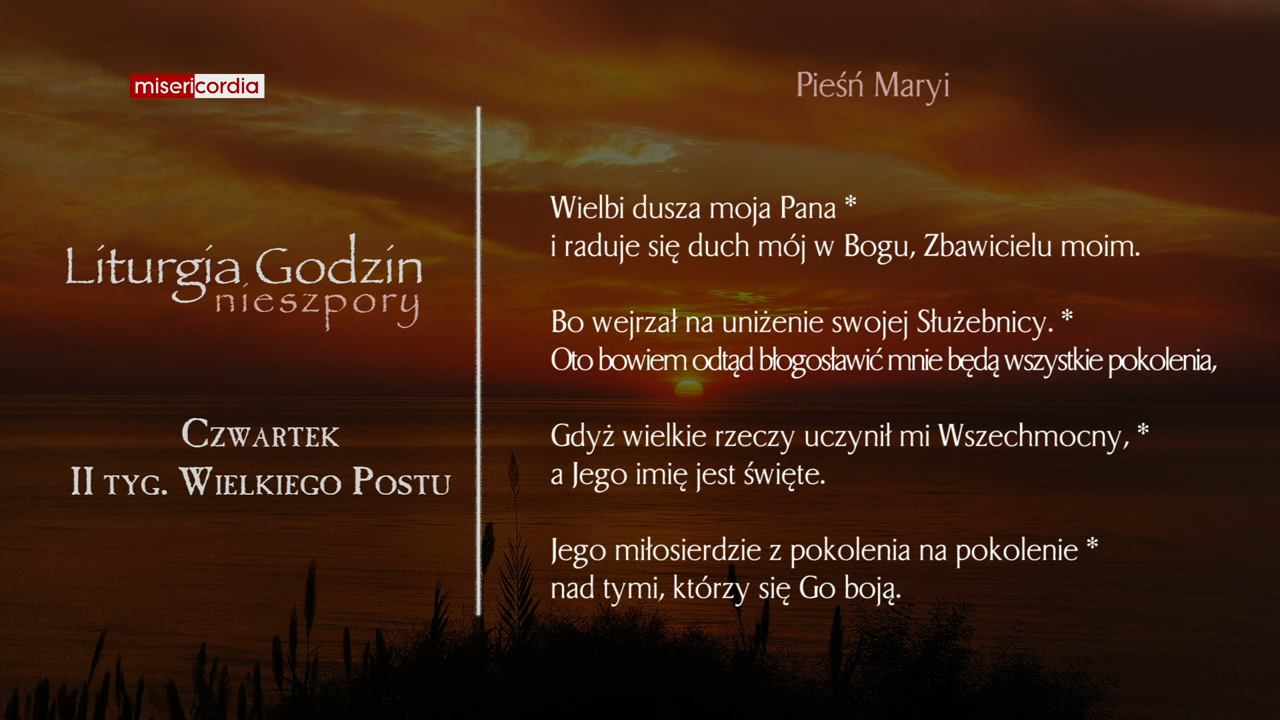 misericordia
Liturgia Godzin
nieszpory
Czwartek
II tyg. Wielkiego Postu
Pieśń Maryi
Wielbi dusza moja Pana *
i raduje się duch mój w Bogu, Zbawicielu moim.
Bo wejrzał na uniżenie swojej Służebnicy. *
Oto bowiem odtąd błogosławić mnie będą wszystkie pokolenia,
Gdyż wielkie rzeczy uczynił mi Wszechmocny, *
a Jego imię jest święte.
Jego miłosierdzie z pokolenia na pokolenie *
nad tymi, którzy się Go boją.